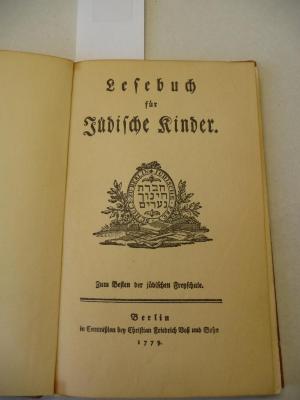 Lesebuch
für
Jüdische Kinder.
חברת
חינוך
נערים
Zum Besten der jüdischen Freyschule.
Berlin
in Commißion bey Christian Friedrich Voß und Sohn
1779.